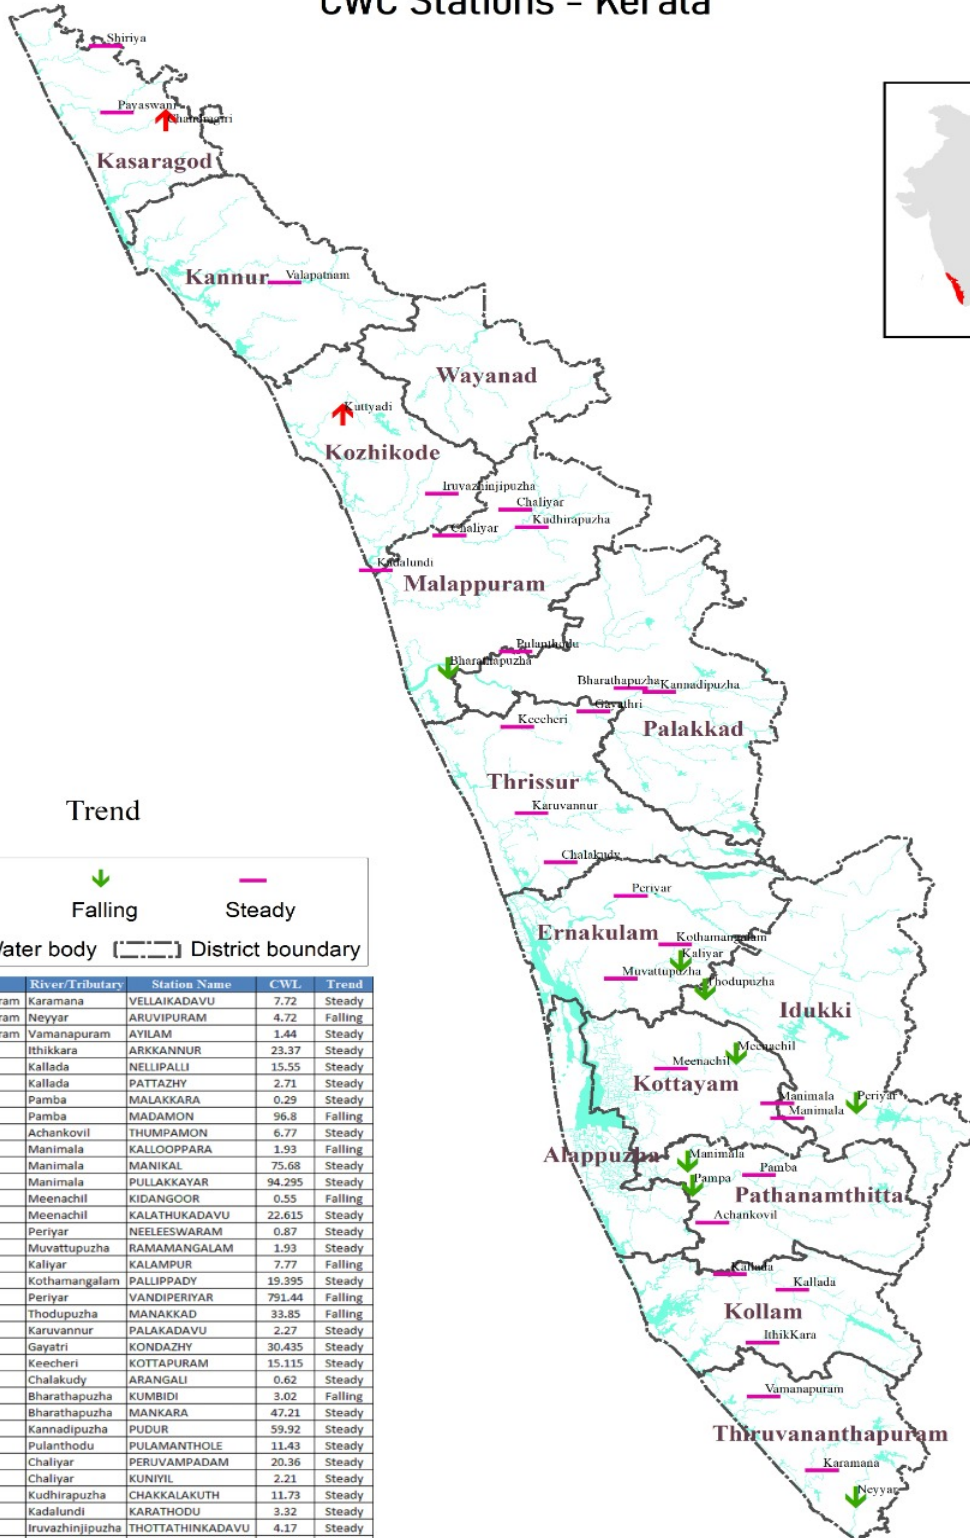 CWC Stations - Kerala
Shiriya
Payaswani
Chandragiri
Kasaragod
Kannur
Valapatnam
Wayanad
Kuttyadi
Kozhikode
Iruvazhinjipuzha
Chaliyar
Kudhirapuzha
Chaliyar
Kadalundi
Malappuram
Pulanthodu
Bharathapuzha
Bharathapuzha
Kannadipuzha
Gayathri
Keecheri
Palakkad
Thrissur
Karuvannur
Chalakudy
Periyar
Ernakulam
Kothamangalam
Kaliyar
Muvattupuzha
Thodupuzha
Idukki
Meenachil
Meenachil
Kottayam
Manimala
Periyar
Manimala
Alappuzha
Manimala
Pamba
Pampa
Pathanamthitta
Achankovil
Kallada
Kallada
Kollam
IthikKara
Vamanapuram
Thiruvananthapuram
Karamana
Neyyar
Trend
Falling
Steady
Water body
District boundary
River/Tributary Station Name CWL Trend
ram Karamana VELLAIKADAVU 7.72 Steady
ram Neyyar ARUVIPURAM 4.72 Falling
ram Vamanapuram AYILAM 1.44 Steady
Ithikkara ARKKANNUR 23.37 Steady
Kallada NELLIPALLI 15.55 Steady
Kallada PATTAZHY 2.71 Steady
Pamba MALAKKARA 0.29 Steady
Pamba MADAMON 96.8 Falling
Achankovil THUMPAMON 6.77 Steady
Manimala KALLOOPPARA 1.93 Falling
Manimala MANIKAL 75.68 Steady
Manimala PULLAKKAYAR 94.295 Steady
Meenachil KIDANGOOR 0.55 Falling
Meenachil KALATHUKADAVU 22.615 Steady
Periyar NEELEESWARAM 0.87 Steady
Muvattupuzha RAMAMANGALAM 1.93 Steady
Kaliyar KALAMPUR 7.77 Falling
Kothamangalam PALLIPPADY 19.395 Steady
Periyar VANDIPERIYAR 791.44 Falling
Thodupuzha MANAKKAD 33.85 Falling
Karuvannur PALAKADAVU 2.27 Steady
Gayatri KONDAZHY 30.435 Steady
Keecheri KOTTAPURAM 15.115 Steady
Chalakudy ARANGALI 0.62 Steady
Bharathapuzha KUMBIDI 3.02 Falling
Bharathapuzha MANKARA 47.21 Steady
Kannadipuzha PUDUR 59.92 Steady
Pulanthodu PULAMANTHOLE 11.43 Steady
Chaliyar PERUVAMPADAM 20.36 Steady
Chaliyar KUNIYIL 2.21 Steady
Kudhirapuzha CHAKKALAKUTH 11.73 Steady
Kadalundi KARATHODU 3.32 Steady
Iruvazhinjipuzha THOTTATHINKADAVU 4.17 Steady